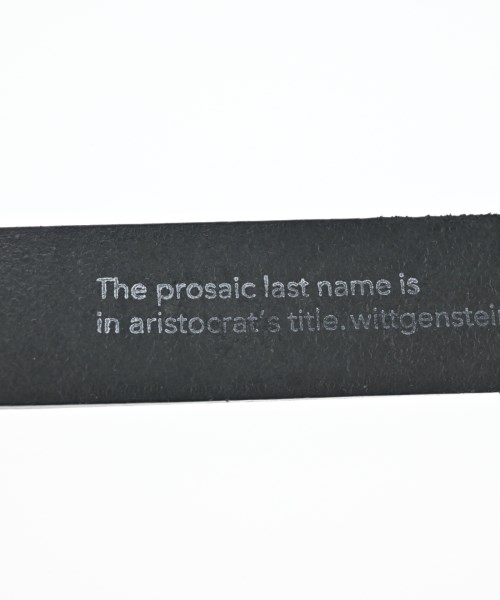 The prosaic last name is
in aristocrat's title.wittgenstein